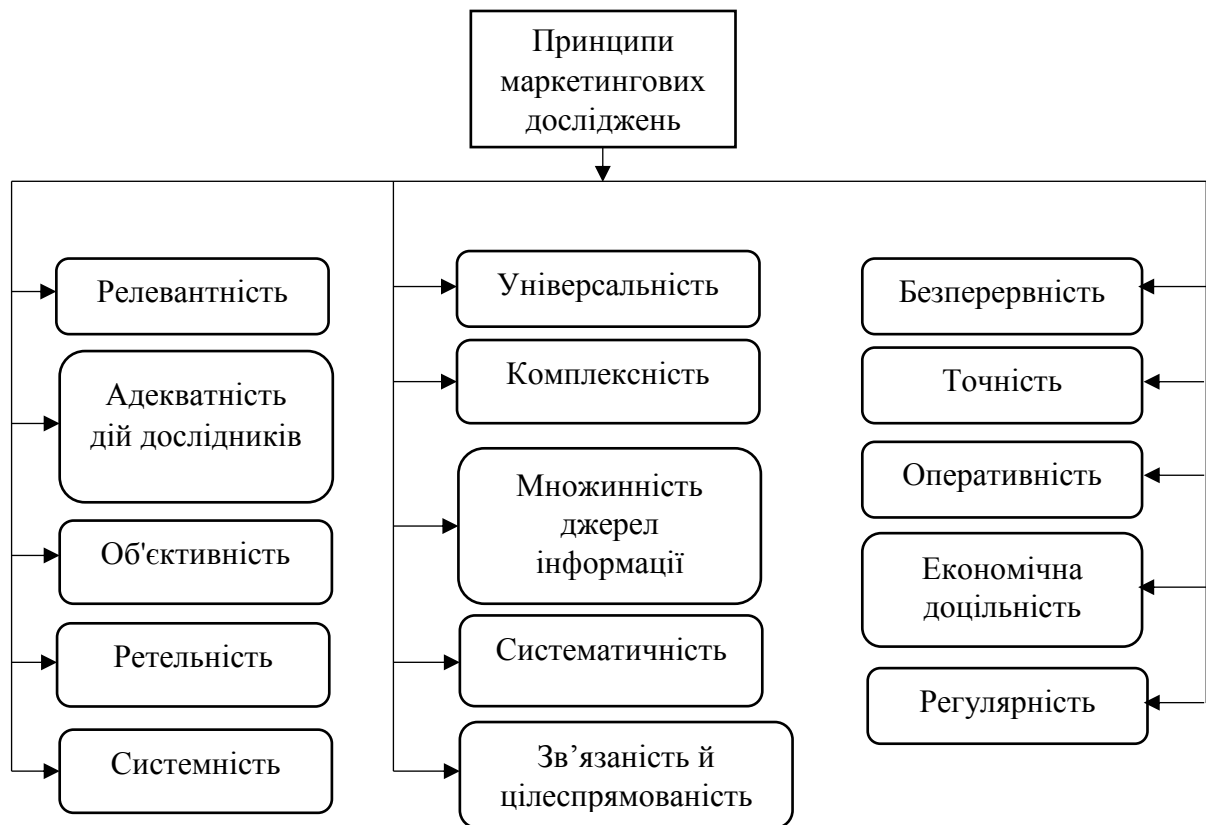 Принципи
маркетингових
досліджень
Релевантність
Адекватність
дій дослідників
Об'єктивність
Ретельність
Системність
Універсальність
Комплексність
Множинність
джерел
інформації
Систематичність
Зв’язаність й
цілеспрямованість
Безперервність
Точність
Оперативність
Економічна
доцільність
Регулярність